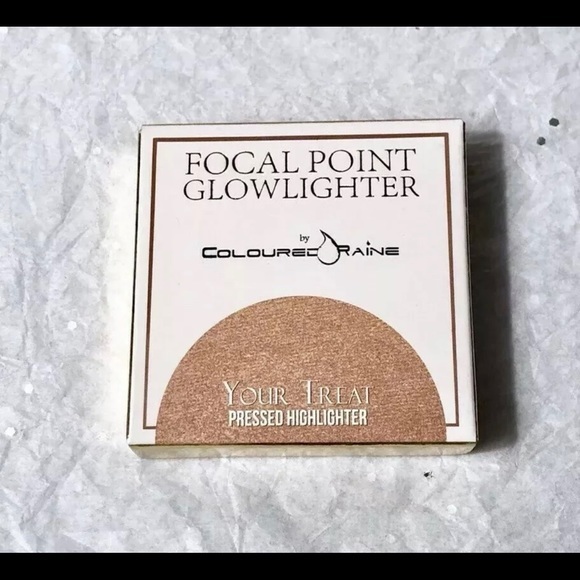 FOCAL POINT
GLOWLIGHTER
by
COLOURED RAINE
YOUR TREAT
PRESSED HIGHLIGHTER